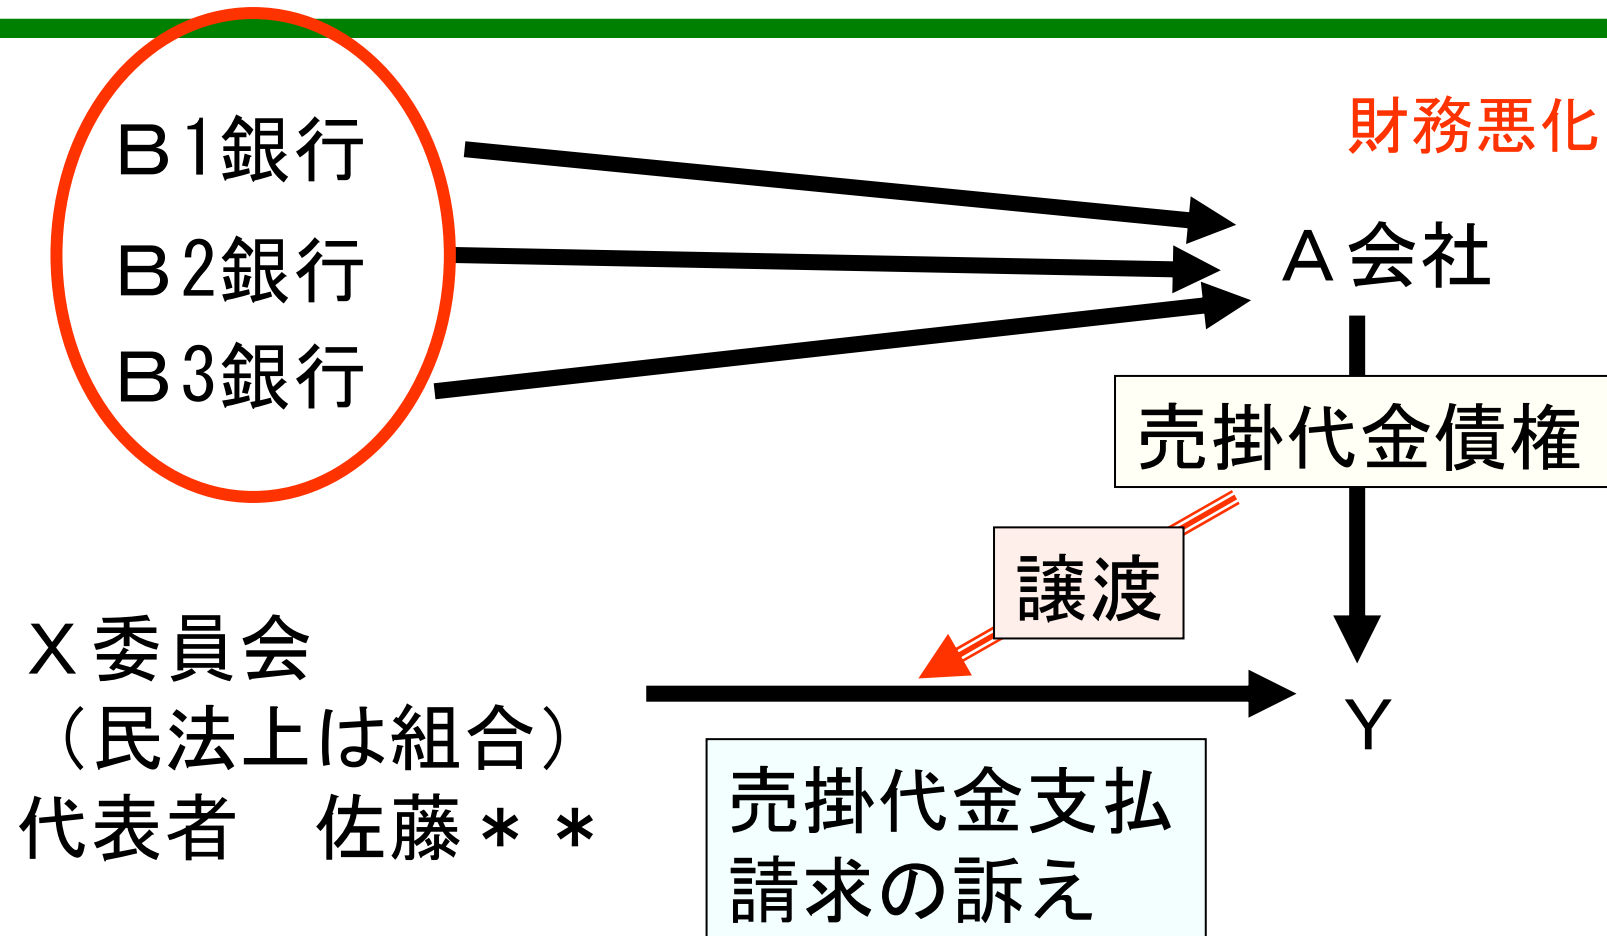 財務悪化
Ｂ1銀行
Ｂ2銀行
Ｂ3銀行
Ａ会社
売掛代金債権
譲渡
Ｘ委員会
（民法上は組合）
代表者　佐藤＊＊
Ｙ
売掛代金支払
請求の訴え